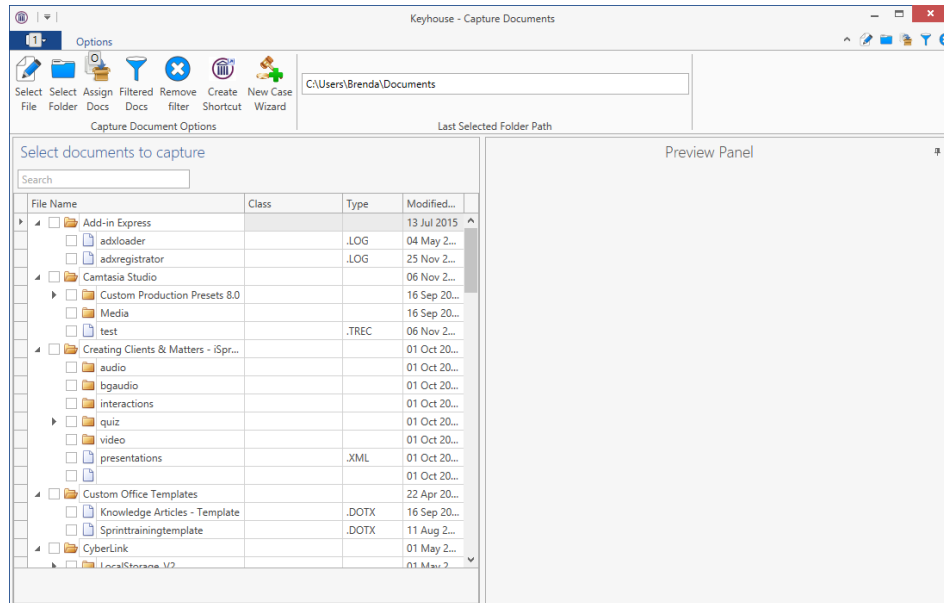 Keyhouse - Capture Documents
1
Options
O
Select File
Select Folder
Assign Docs
Filtered Docs
Remove filter
Create Shortcut
New Case Wizard
C:\Users\Brenda\Documents
Capture Document Options
Last Selected Folder Path
Select documents to capture
Preview Panel
Search
File Name Class Type Modified...
Add-in Express 13 Jul 2015
adxloader .LOG 04 May 2...
adxregistrator .LOG 25 Nov 2...
Camtasia Studio 06 Nov 2...
Custom Production Presets 8.0 16 Sep 20...
Media 16 Sep 20...
test .TREC 06 Nov 2...
Creating Clients & Matters - iSpr... 01 Oct 20...
audio 01 Oct 20...
bgaudio 01 Oct 20...
interactions 01 Oct 20...
quiz 01 Oct 20...
video 01 Oct 20...
presentations .XML 01 Oct 20...
01 Oct 20...
Custom Office Templates 22 Apr 20...
Knowledge Articles - Template .DOTX 16 Sep 20...
Sprinttrainingtemplate .DOTX 11 Aug 2...
CyberLink 01 May 2...
LocalStorage_V2 01 May 2...